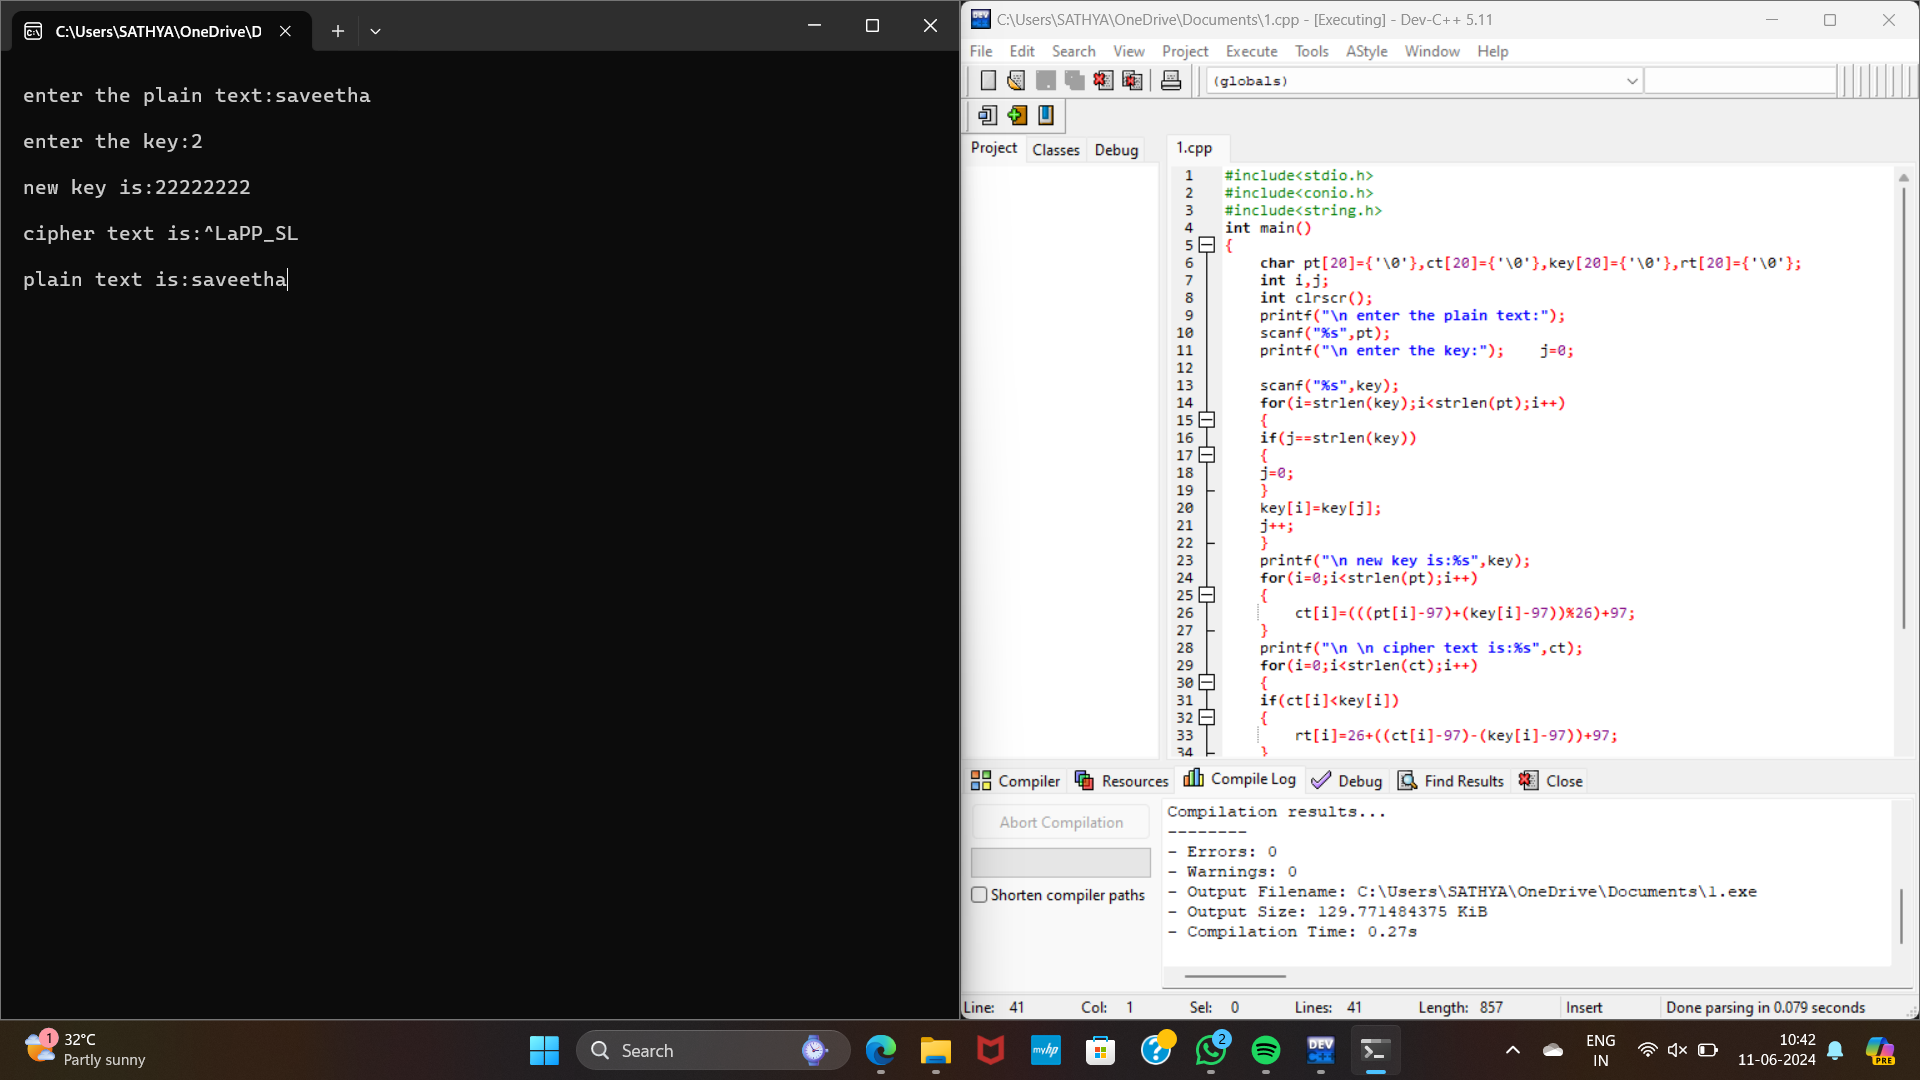 C:\Users\SATHYA\OneDrive\D
enter the plain text:saveetha
enter the key:2
new key is:22222222
cipher text is:^LaPP_SL
plain text is:saveetha
C:\Users\SATHYA\OneDrive\Documents\1.cpp - [Executing] - Dev-C++ 5.11
File Edit Search View Project Execute Tools AStyle Window Help
(globals)
Project Classes Debug
1.cpp
1 #include<stdio.h>
2 #include<conio.h>
3 #include<string.h>
4 int main()
5 {
6 char pt[20]={'\0'},ct[20]={'\0'},key[20]={'\0'},rt[20]={'\0'};
7 int i,j;
8 int clrscr();
9 printf("\n enter the plain text:");
10 scanf("%s",pt);
11 printf("\n enter the key:"); j=0;
12
13 scanf("%s",key);
14 for(i=strlen(key);i<strlen(pt);i++)
15 {
16 if(j==strlen(key))
17 {
18 j=0;
19 }
20 key[i]=key[j];
21 j++;
22 }
23 printf("\n new key is:%s",key);
24 for(i=0;i<strlen(pt);i++)
25 {
26 ct[i]=(((pt[i]-97)+(key[i]-97))%26)+97;
27 }
28 printf("\n \n cipher text is:%s",ct);
29 for(i=0;i<strlen(ct);i++)
30 {
31 if(ct[i]<key[i])
32 {
33 rt[i]=26+((ct[i]-97)-(key[i]-97))+97;
34 }
Compiler Resources Compile Log Debug Find Results Close
Abort Compilation
Shorten compiler paths
Compilation results...
--------
- Errors: 0
- Warnings: 0
- Output Filename: C:\Users\SATHYA\OneDrive\Documents\1.exe
- Output Size: 129.771484375 KiB
- Compilation Time: 0.27s
Line: 41 Col: 1 Sel: 0 Lines: 41 Length: 857 Insert Done parsing in 0.079 seconds
1
32°C
Partly sunny
Search
myhp
2
DEV
ENG
IN
10:42
11-06-2024
PRE